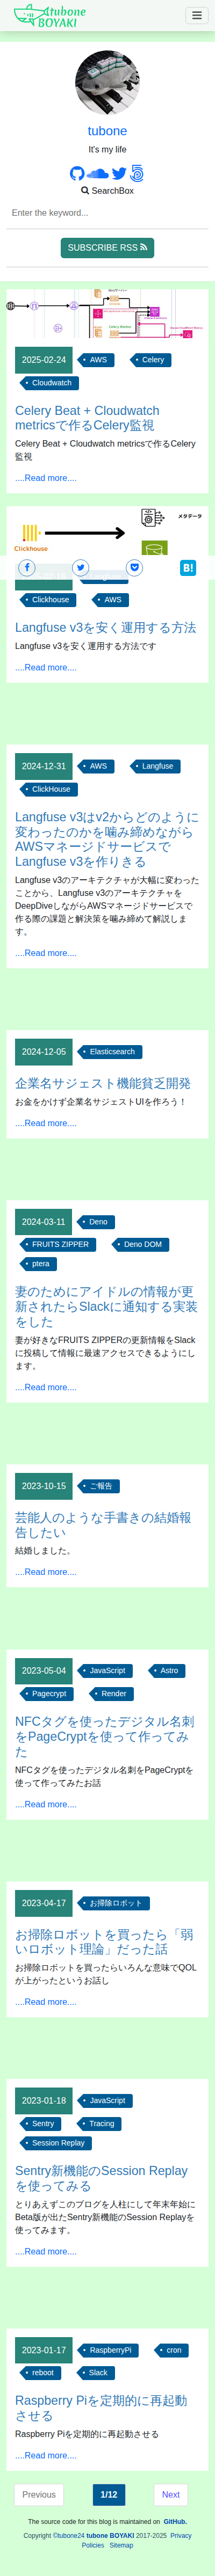 tubone
BOYAKI
tubone
It's my life
SearchBox
Enter the keyword...
SUBSCRIBE RSS
2025-02-24
AWS
Celery
Cloudwatch
Celery Beat + Cloudwatch
metricsで作るCelery監視
Celery Beat + Cloudwatch metricsで作るCelery
監視
....Read more....
メタデータ
Clickhouse
Clickhouse
AWS
Langfuse v3を安く運用する方法
Langfuse v3を安く運用する方法です
....Read more....
2024-12-31
AWS
Langfuse
ClickHouse
Langfuse v3はv2からどのように
変わったのかを噛み締めながら
AWSマネージドサービスで
Langfuse v3を作りきる
Langfuse v3のアーキテクチャが大幅に変わった
ことから、Langfuse v3のアーキテクチャを
DeepDiveしながらAWSマネージドサービスで
作る際の課題と解決策を噛み締めて解説しま
す。
....Read more....
2024-12-05
Elasticsearch
企業名サジェスト機能貧乏開発
お金をかけず企業名サジェストUIを作ろう！
....Read more....
2024-03-11
Deno
FRUITS ZIPPER
Deno DOM
ptera
妻のためにアイドルの情報が更
新されたらSlackに通知する実装
をした
妻が好きなFRUITS ZIPPERの更新情報をSlack
に投稿して情報に最速アクセスできるようにし
ます。
....Read more....
2023-10-15
ご報告
芸能人のような手書きの結婚報
告したい
結婚しました。
....Read more....
2023-05-04
JavaScript
Astro
Pagecrypt
Render
NFCタグを使ったデジタル名刺
をPageCryptを使って作ってみ
た
NFCタグを使ったデジタル名刺をPageCryptを
使って作ってみたお話
....Read more....
2023-04-17
お掃除ロボット
お掃除ロボットを買ったら「弱
いロボット理論」だった話
お掃除ロボットを買ったらいろんな意味でQOL
が上がったというお話し
....Read more....
2023-01-18
JavaScript
Sentry
Tracing
Session Replay
Sentry新機能のSession Replay
を使ってみる
とりあえずこのブログを人柱にして年末年始に
Beta版が出たSentry新機能のSession Replayを
使ってみます。
....Read more....
2023-01-17
RaspberryPi
cron
reboot
Slack
Raspberry Piを定期的に再起動
させる
Raspberry Piを定期的に再起動させる
....Read more....
Previous
1/12
Next
The source code for this blog is maintained on GitHub.
Copyright ©tubone24 tubone BOYAKI 2017-2025 Privacy
Policies Sitemap